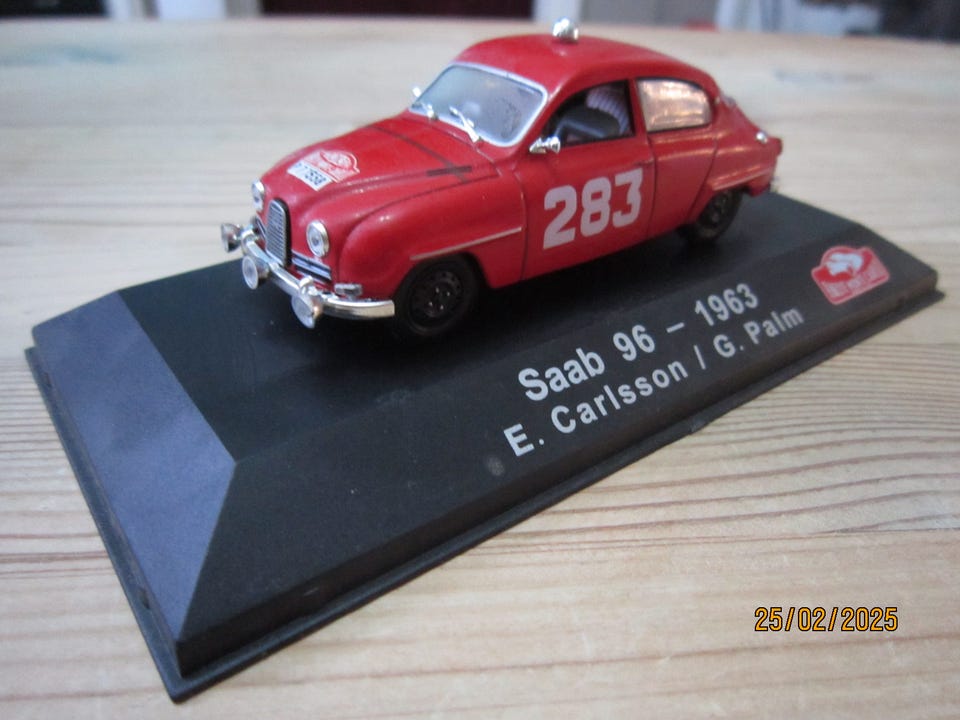 283
Saab 96 – 1963
E. Carlsson / G. Palm
25/02/2025